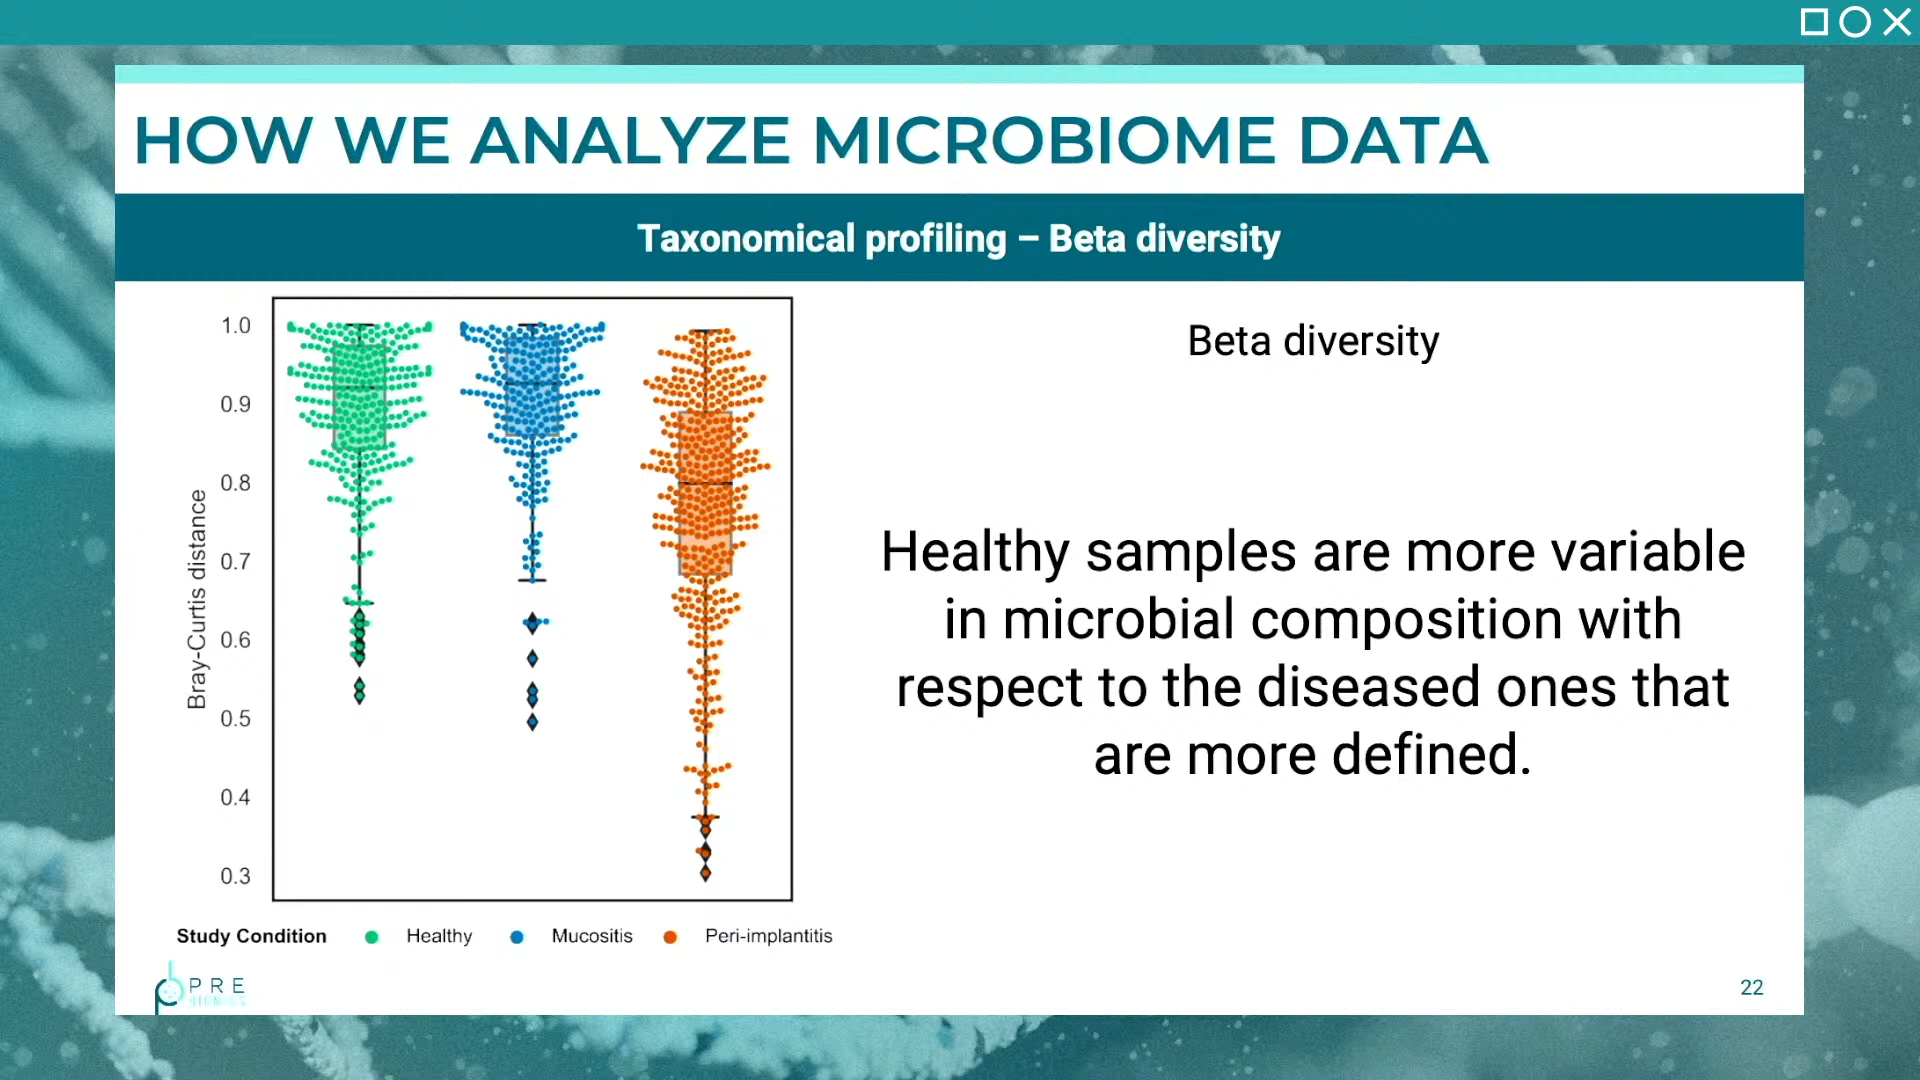 HOW WE ANALYZE MICROBIOME DATA
Taxonomical profiling – Beta diversity
1.0
0.9
0.8
0.7
0.6
0.5
0.4
0.3
Bray-Curtis distance
Study Condition Healthy Mucositis Peri-implantitis
Beta diversity
Healthy samples are more variable
in microbial composition with
respect to the diseased ones that
are more defined.
PRE
BIOMICS
22